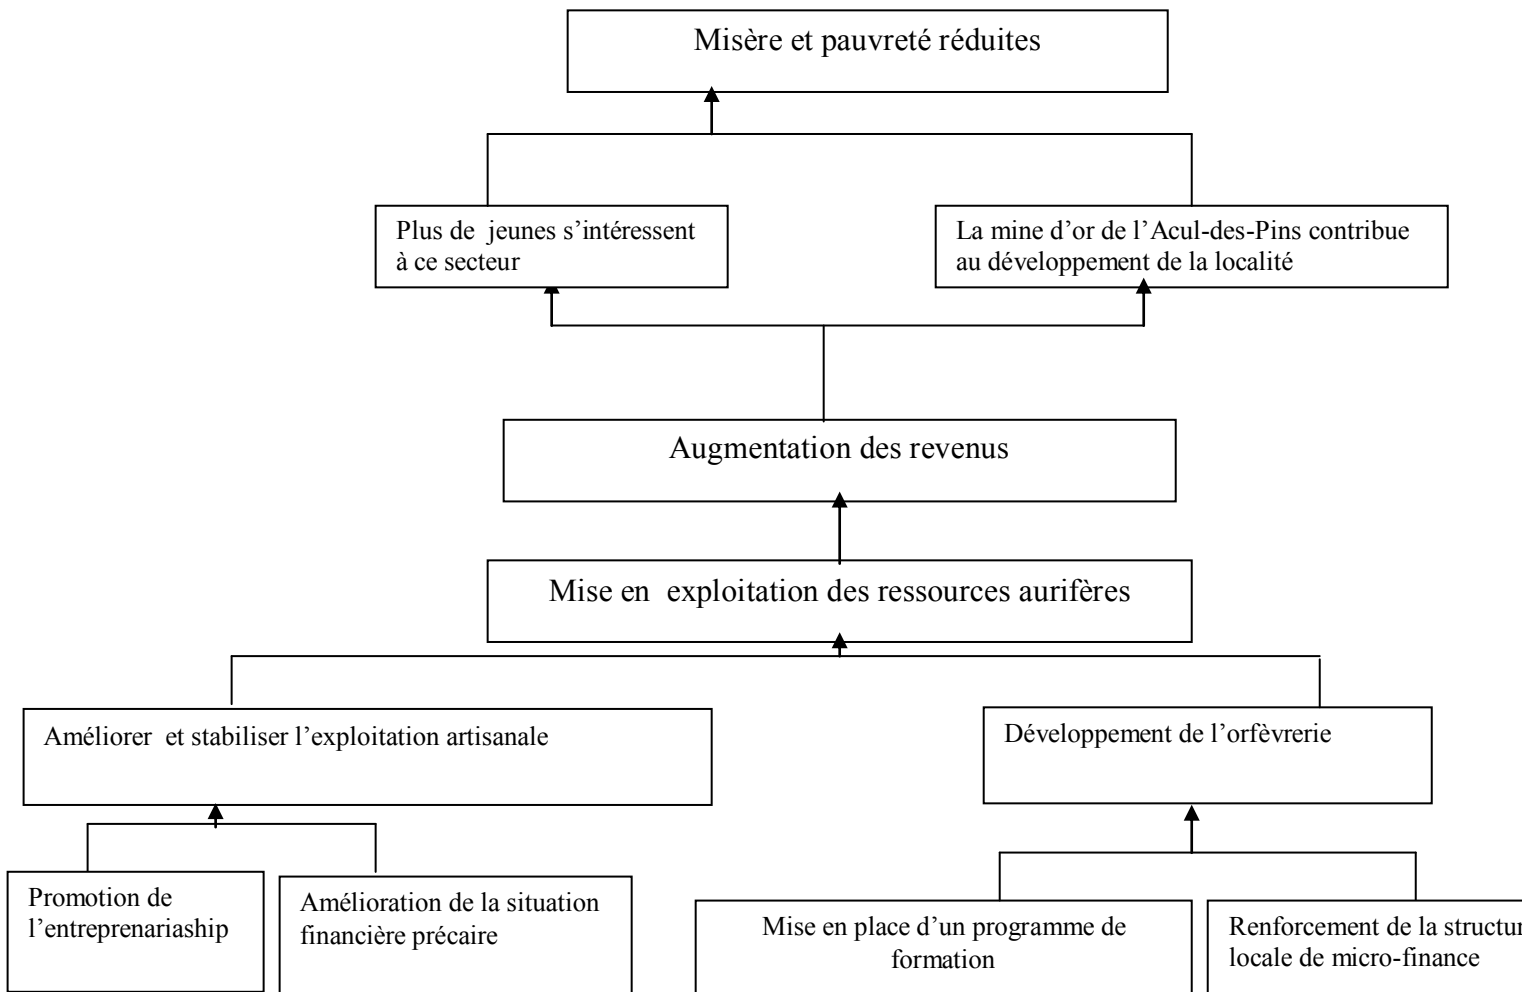 Misère et pauvreté réduites
Plus de jeunes s’intéressent
à ce secteur
La mine d’or de l’Acul-des-Pins contribue
au développement de la localité
Augmentation des revenus
Mise en exploitation des ressources aurifères
Améliorer et stabiliser l’exploitation artisanale
Développement de l’orfèvrerie
Promotion de
l’entreprenariaship
Amélioration de la situation
financière précaire
Mise en place d’un programme de
formation
Renforcement de la structur
locale de micro-finance